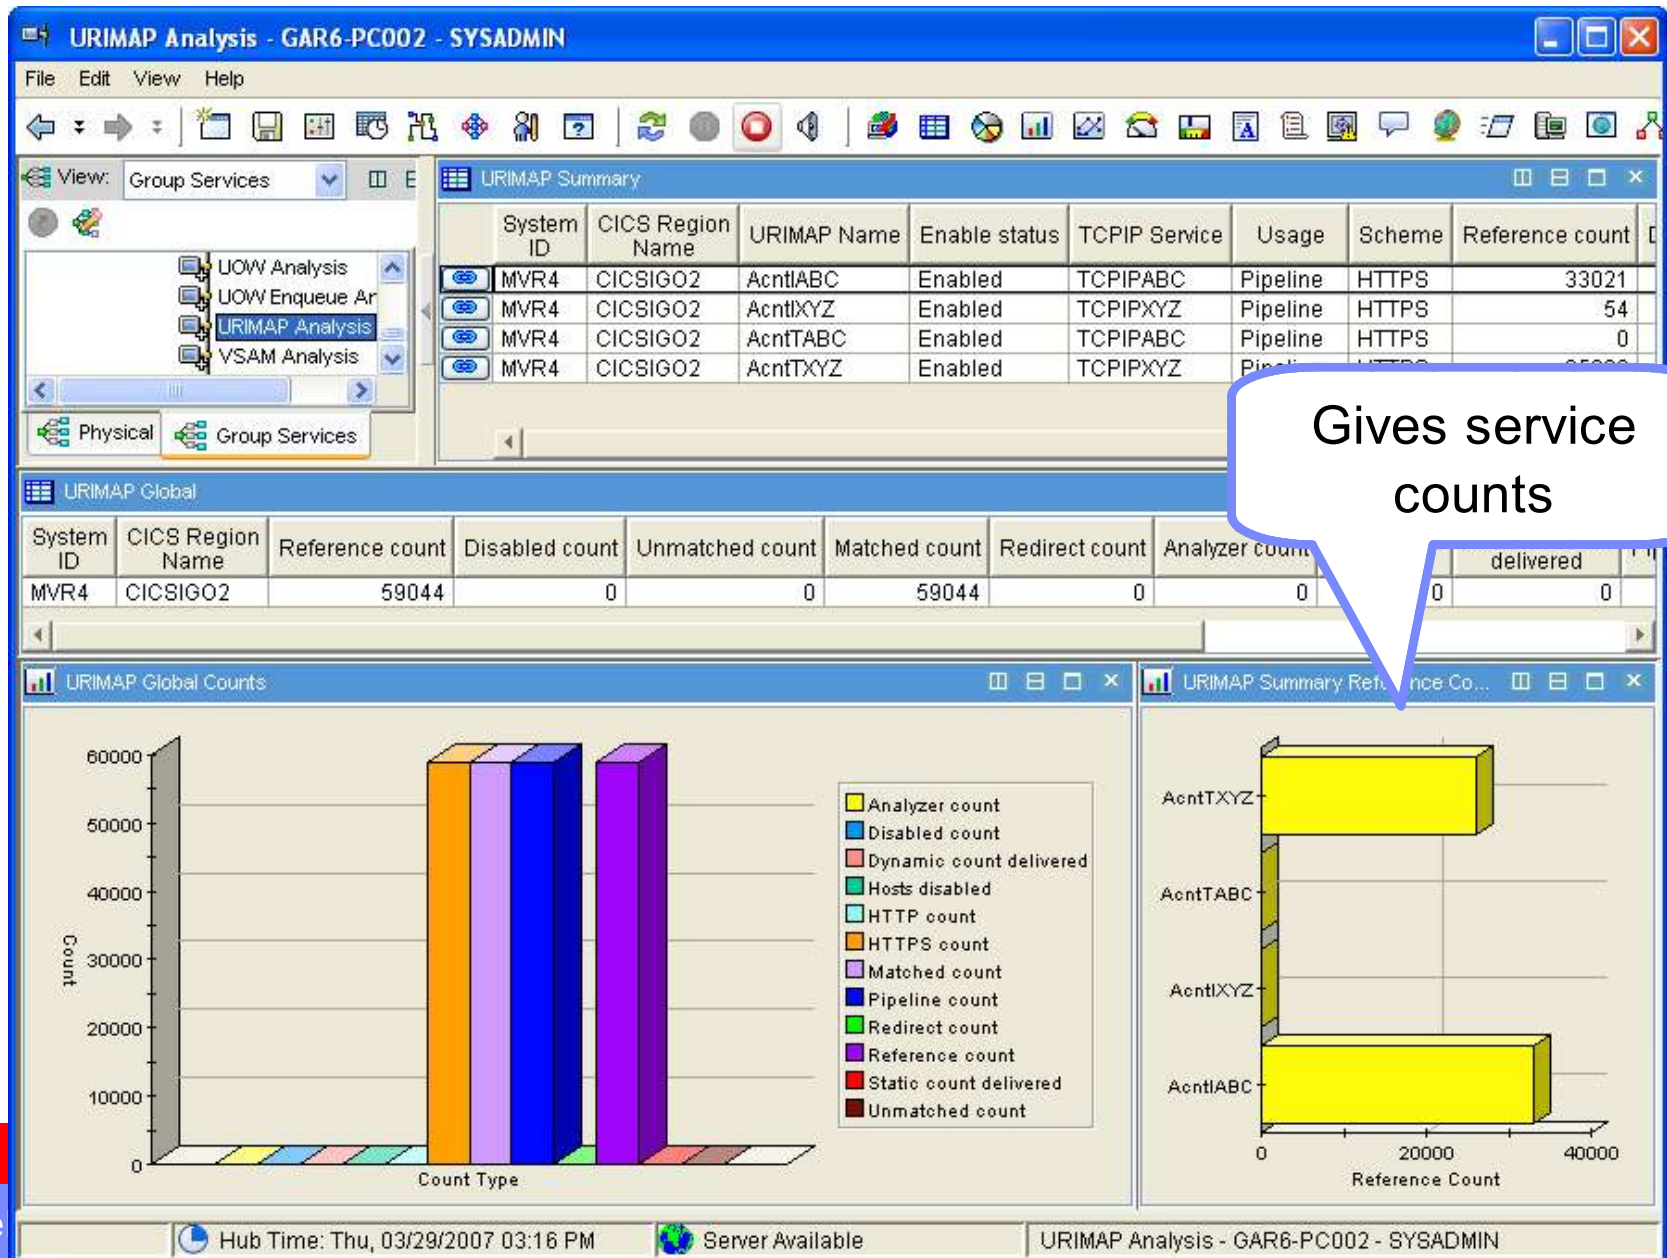 URIMAP Analysis - GAR6-PC002 - SYSADMIN
File Edit View Help
View: Group Services
UOW Analysis
UOW Enqueue Ar
URIMAP Analysis
VSAM Analysis
Physical Group Services
URIMAP Summary
System ID CICS Region Name URIMAP Name Enable status TCPIP Service Usage Scheme Reference count
MVR4 CICSIGO2 AcntIABC Enabled TCPIPABC Pipeline HTTPS 33021
MVR4 CICSIGO2 AcntIXYZ Enabled TCPIPXYZ Pipeline HTTPS 54
MVR4 CICSIGO2 AcntTABC Enabled TCPIPABC Pipeline HTTPS 0
MVR4 CICSIGO2 AcntTXYZ Enabled TCPIPXYZ
Gives service
counts
URIMAP Global
System ID CICS Region Name Reference count Disabled count Unmatched count Matched count Redirect count Analyzer count delivered
MVR4 CICSIGO2 59044 0 0 59044 0 0 0 0
URIMAP Global Counts
60000
50000
40000
30000
20000
10000
0
Count
Count Type
Analyzer count
Disabled count
Dynamic count delivered
Hosts disabled
HTTP count
HTTPS count
Matched count
Pipeline count
Redirect count
Reference count
Static count delivered
Unmatched count
URIMAP Summary Co...
AcntTXYZ
AcntTABC
AcntIXYZ
AcntIABC
0 20000 40000
Reference Count
Hub Time: Thu, 03/29/2007 03:16 PM
Server Available
URIMAP Analysis - GAR6-PC002 - SYSADMIN